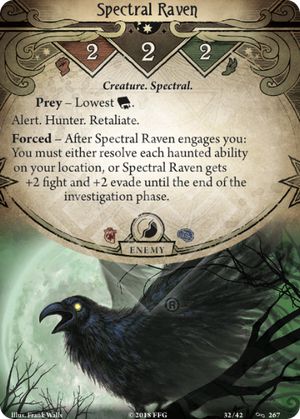 Spectral Raven
2 2 2
Creature. Spectral.
Prey – Lowest
Alert. Hunter. Retaliate.
Forced – After Spectral Raven engages you:
You must either resolve each haunted ability
on your location, or Spectral Raven gets
+2 fight and +2 evade until the end of the
investigation phase.
ENEMY
®
Illus. Frank Walls
© 2018 FFG
32/42
267